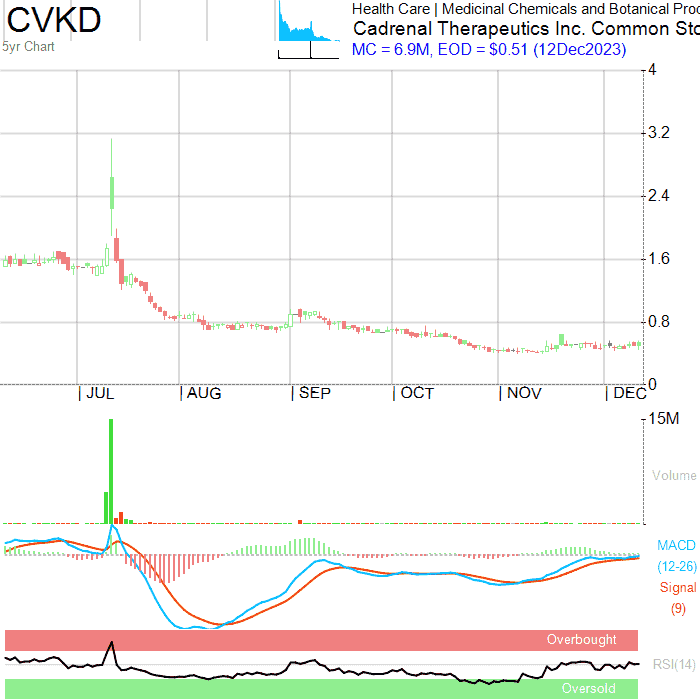 CVKD
5yr Chart
Health Care | Medicinal Chemicals and Botanical Proc
Cadrenal Therapeutics Inc. Common Sto
MC = 6.9M, EOD = $0.51 (12Dec2023)
4
3.2
2.4
1.6
0.8
0
| JUL | AUG | SEP | OCT | NOV | DEC
15M
Volume
MACD
(12-26)
Signal
(9)
Overbought
RSI(14)
Oversold